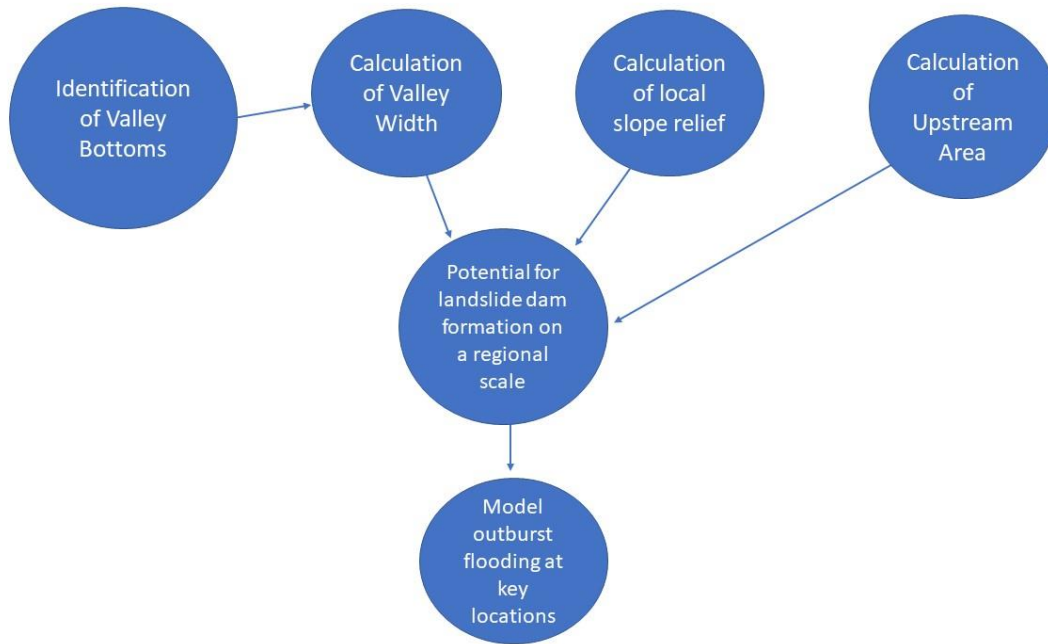 Identification
of Valley
Bottoms
Calculation
of Valley
Width
Calculation
of local
slope relief
Calculation
of
Upstream
Area
Potential for
landslide dam
formation on
a regional
scale
Model
outburst
flooding at
key
locations